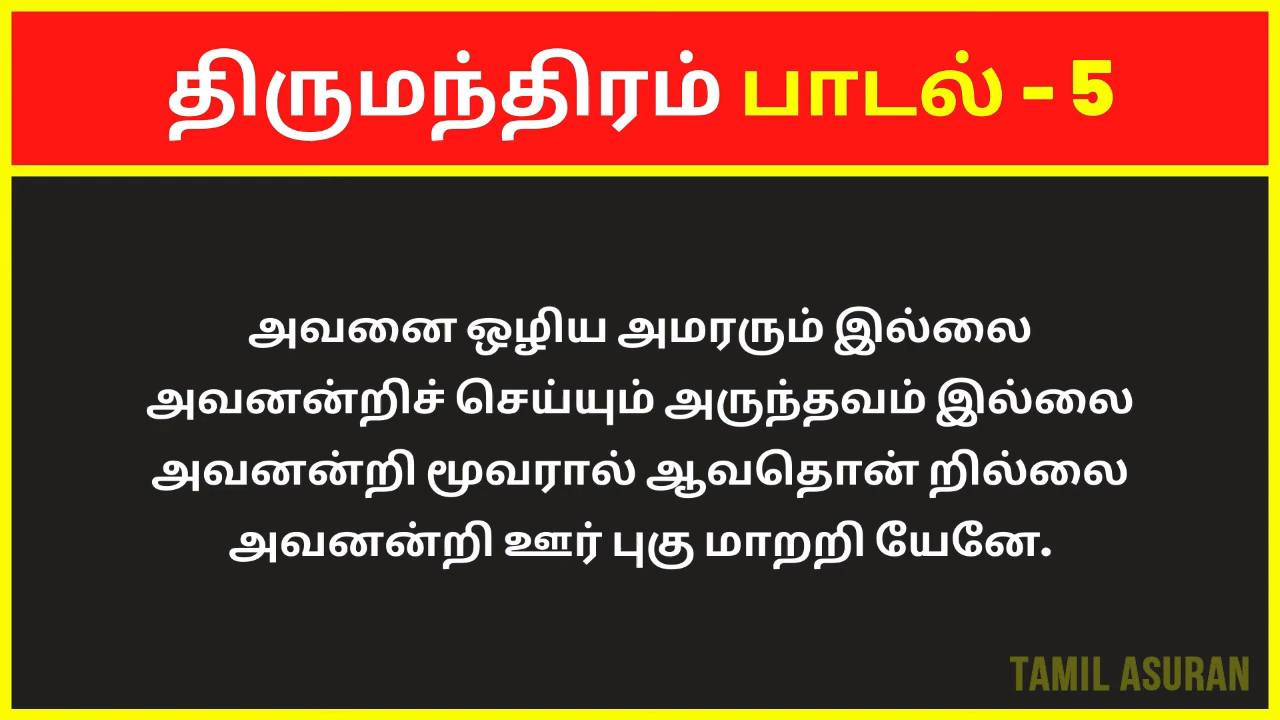 திருமந்திரம் பாடல் - 5
அவனை ஒழிய அமரரும் இல்லை
அவனன்றிச் செய்யும் அருந்தவம் இல்லை
அவனன்றி மூவரால் ஆவதொன் றில்லை
அவனன்றி ஊர் புகு மாறறி யேனே.
TAMIL ASURAN